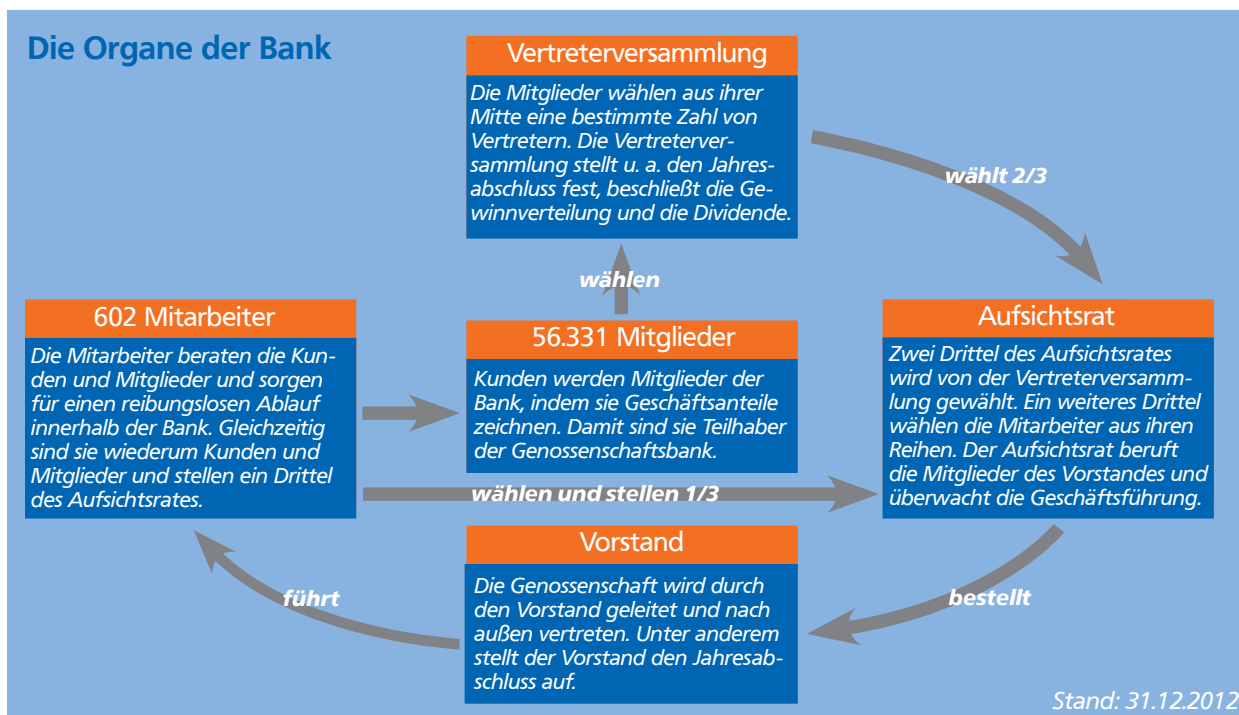 Die Organe der Bank
Vertreterversammlung
Die Mitglieder wählen aus ihrer
Mitte eine bestimmte Zahl von
Vertretern. Die Vertreterver-
sammlung stellt u. a. den Jahres-
abschluss fest, beschließt die Ge-
winnverteilung und die Dividende.
wählt 2/3
wählen
602 Mitarbeiter
Die Mitarbeiter beraten die Kun-
den und Mitglieder und sorgen
für einen reibungslosen Ablauf
innerhalb der Bank. Gleichzeitig
sind sie wiederum Kunden und
Mitglieder und stellen ein Drittel
des Aufsichtsrates.
56.331 Mitglieder
Kunden werden Mitglieder der
Bank, indem sie Geschäftsanteile
zeichnen. Damit sind sie Teilhaber
der Genossenschaftsbank.
Aufsichtsrat
Zwei Drittel des Aufsichtsrates
wird von der Vertreterversamm-
lung gewählt. Ein weiteres Drittel
wählen die Mitarbeiter aus ihren
Reihen. Der Aufsichtsrat beruft
die Mitglieder des Vorstandes und
überwacht die Geschäftsführung.
wählen und stellen 1/3
Vorstand
Die Genossenschaft wird durch
den Vorstand geleitet und nach
außen vertreten. Unter anderem
stellt der Vorstand den Jahresab-
schluss auf.
führt
bestellt
Stand: 31.12.2012